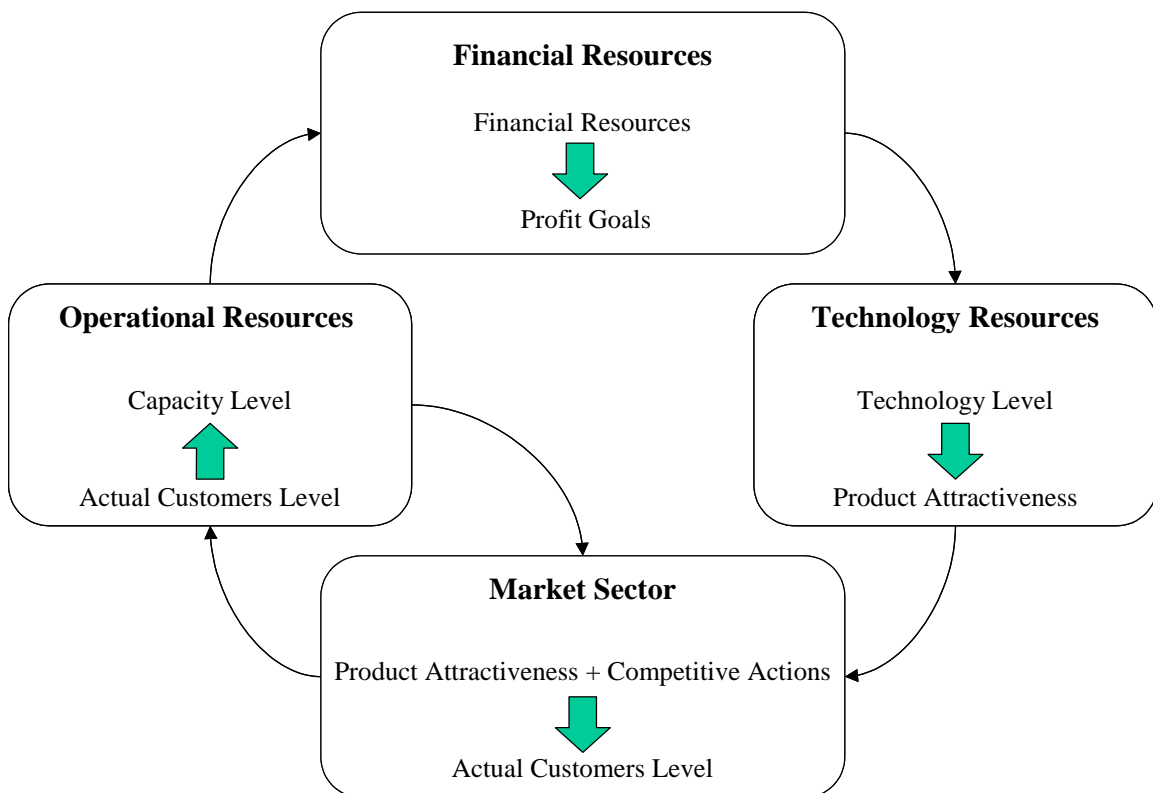 Financial Resources
Financial Resources
Profit Goals
Operational Resources
Capacity Level
Actual Customers Level
Technology Resources
Technology Level
Product Attractiveness
Market Sector
Product Attractiveness + Competitive Actions
Actual Customers Level